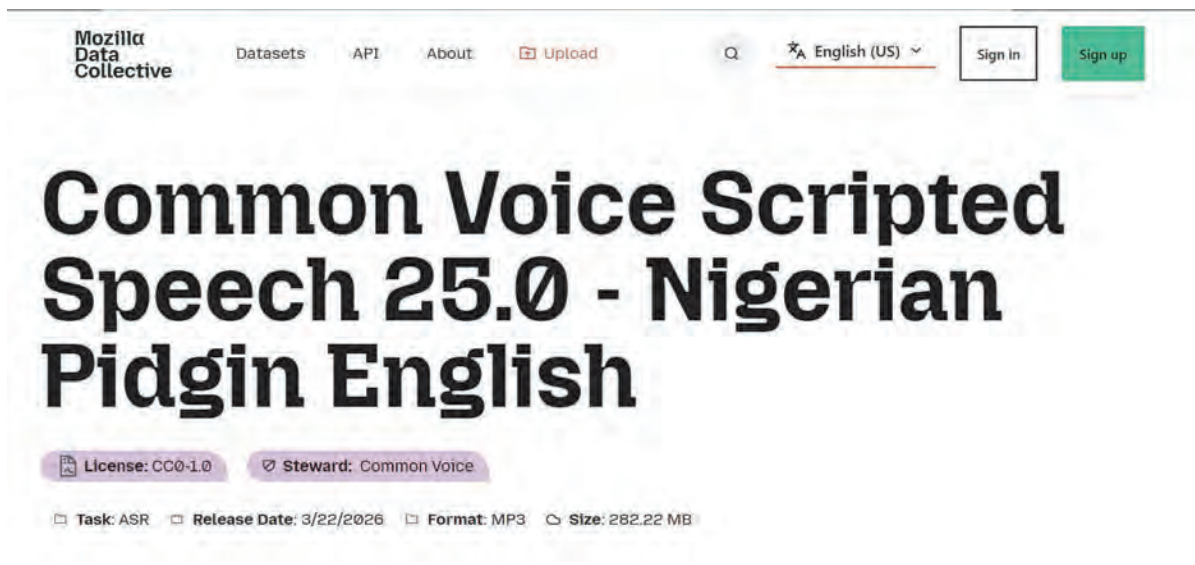 Mozilla
Data
Collective
Datasets API About Upload English (US) Sign in Sign up
Common Voice Scripted
Speech 25.0 - Nigerian
Pidgin English
License: CC0-1.0 Steward: Common Voice
Task: ASR Release Date: 3/22/2026 Format: MP3 Size: 282.22 MB